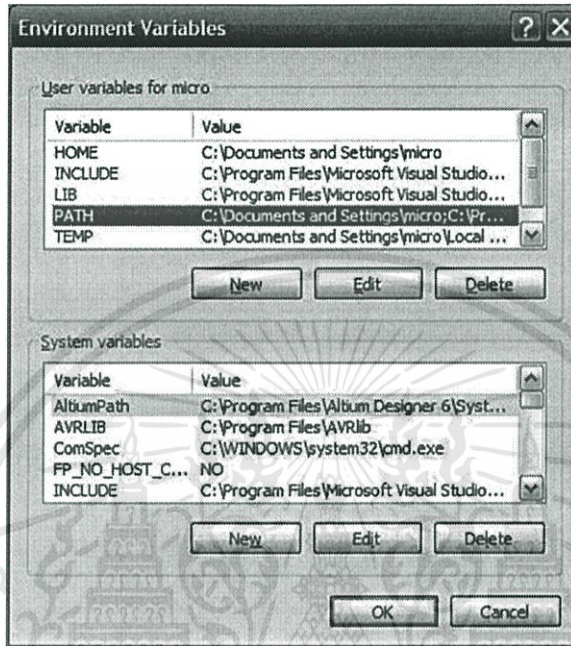 Environment Variables
User variables for micro
Variable Value
HOME C:\Documents and Settings\micro
INCLUDE C:\Program Files\Microsoft Visual Studio...
LIB C:\Program Files\Microsoft Visual Studio...
PATH C:\Documents and Settings\micro;C:\Pr...
TEMP C:\Documents and Settings\micro\Local ...
New Edit Delete
System variables
Variable Value
AltiumPath C:\Program Files\Altium Designer 6\Syst...
AVRLIB C:\Program Files\AVRlib
ComSpec C:\WINDOWS\system32\cmd.exe
FP_NO_HOST_C... NO
INCLUDE C:\Program Files\Microsoft Visual Studio...
New Edit Delete
OK Cancel